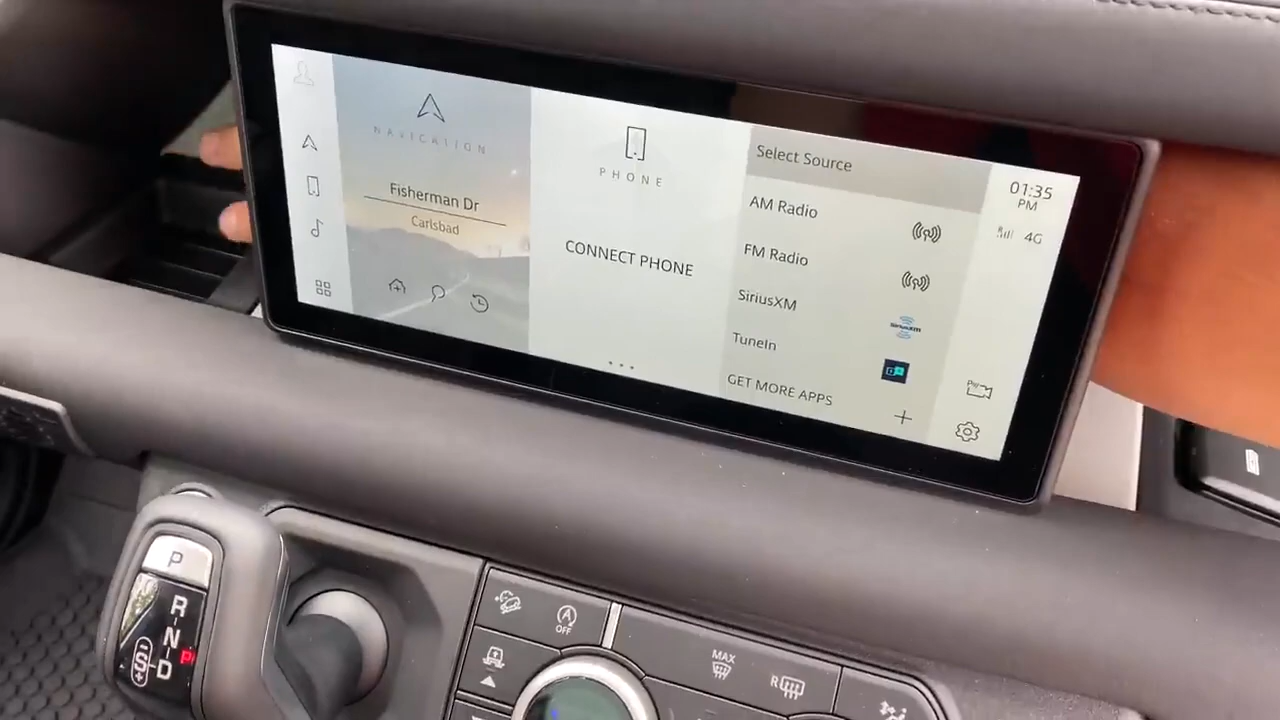 NAVIGATION
Fisherman Dr
Carlsbad
PHONE
CONNECT PHONE
Select Source
AM Radio
FM Radio
SiriusXM
SiriusXM
TuneIn
GET MORE APPS
01:35
PM
4G
P
R
N
D
S
OFF
MAX
R